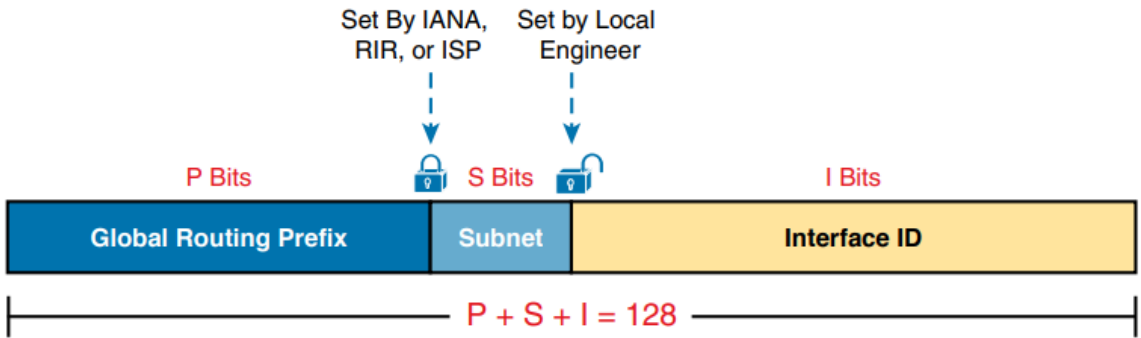 Set By IANA,
RIR, or ISP
Set by Local
Engineer
P Bits
S Bits
I Bits
Global Routing Prefix
Subnet
Interface ID
P + S + I = 128